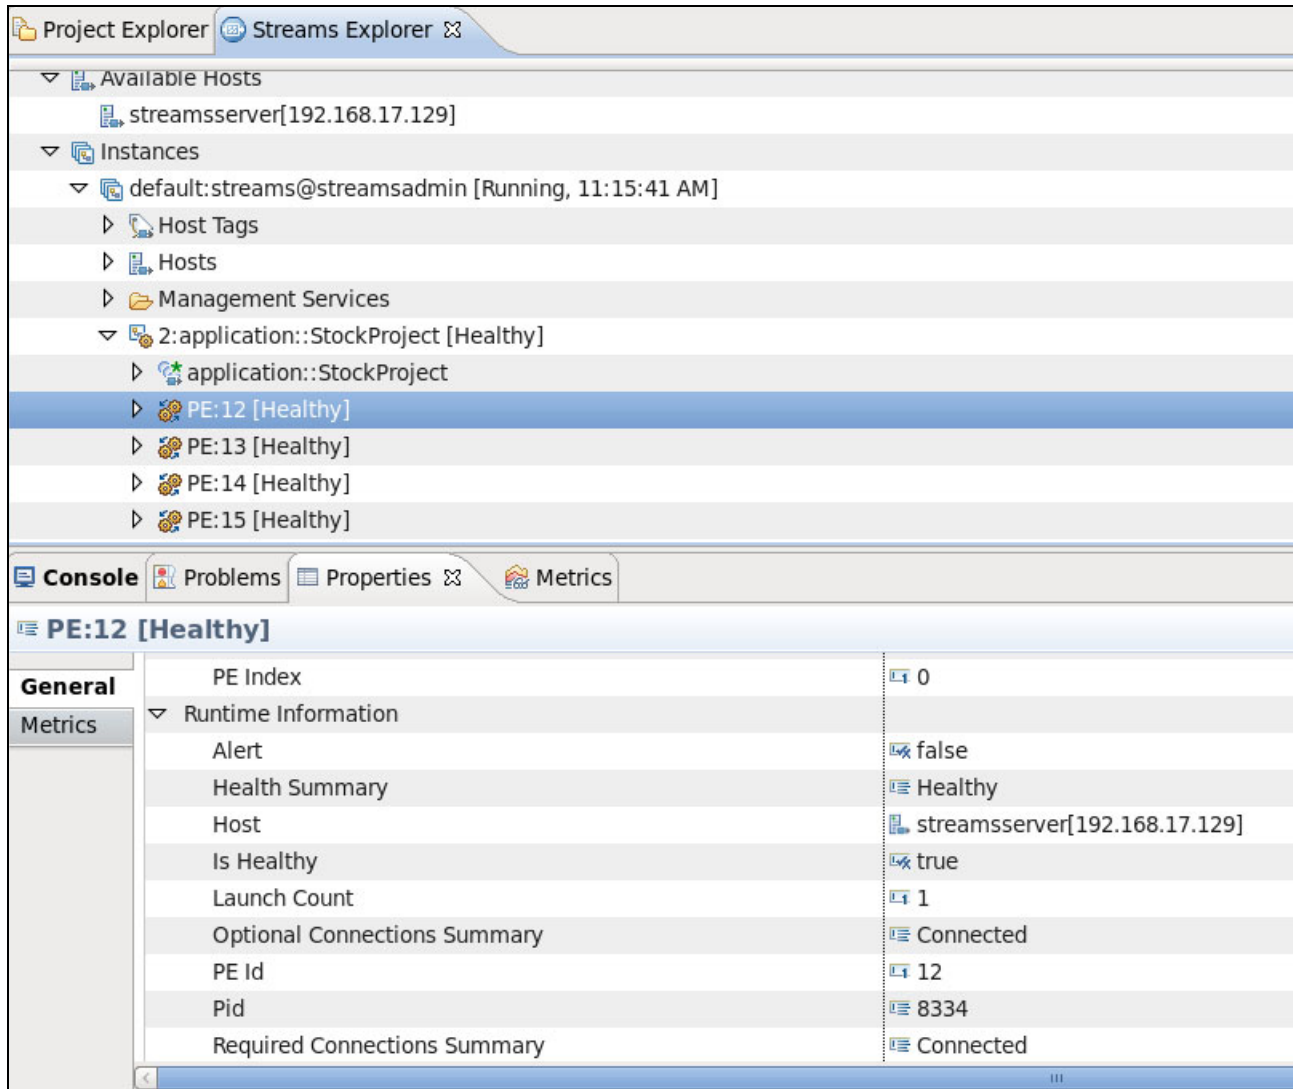 Project Explorer Streams Explorer
Available Hosts
streamsserver[192.168.17.129]
Instances
default:streams@streamsadmin [Running, 11:15:41 AM]
Host Tags
Hosts
Management Services
2:application::StockProject [Healthy]
application::StockProject
PE:12 [Healthy]
PE:13 [Healthy]
PE:14 [Healthy]
PE:15 [Healthy]
Console Problems Properties Metrics
PE:12 [Healthy]
General
Metrics
PE Index 0
Runtime Information
Alert false
Health Summary Healthy
Host streamsserver[192.168.17.129]
Is Healthy true
Launch Count 1
Optional Connections Summary Connected
PE Id 12
Pid 8334
Required Connections Summary Connected